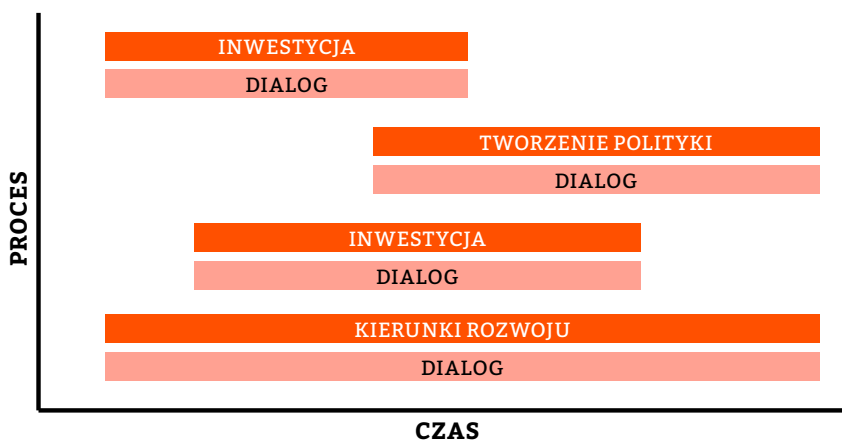 INWESTYCJA
DIALOG
TWORZENIE POLITYKI
DIALOG
INWESTYCJA
DIALOG
KIERUNKI ROZWOJU
DIALOG
PROCES
CZAS